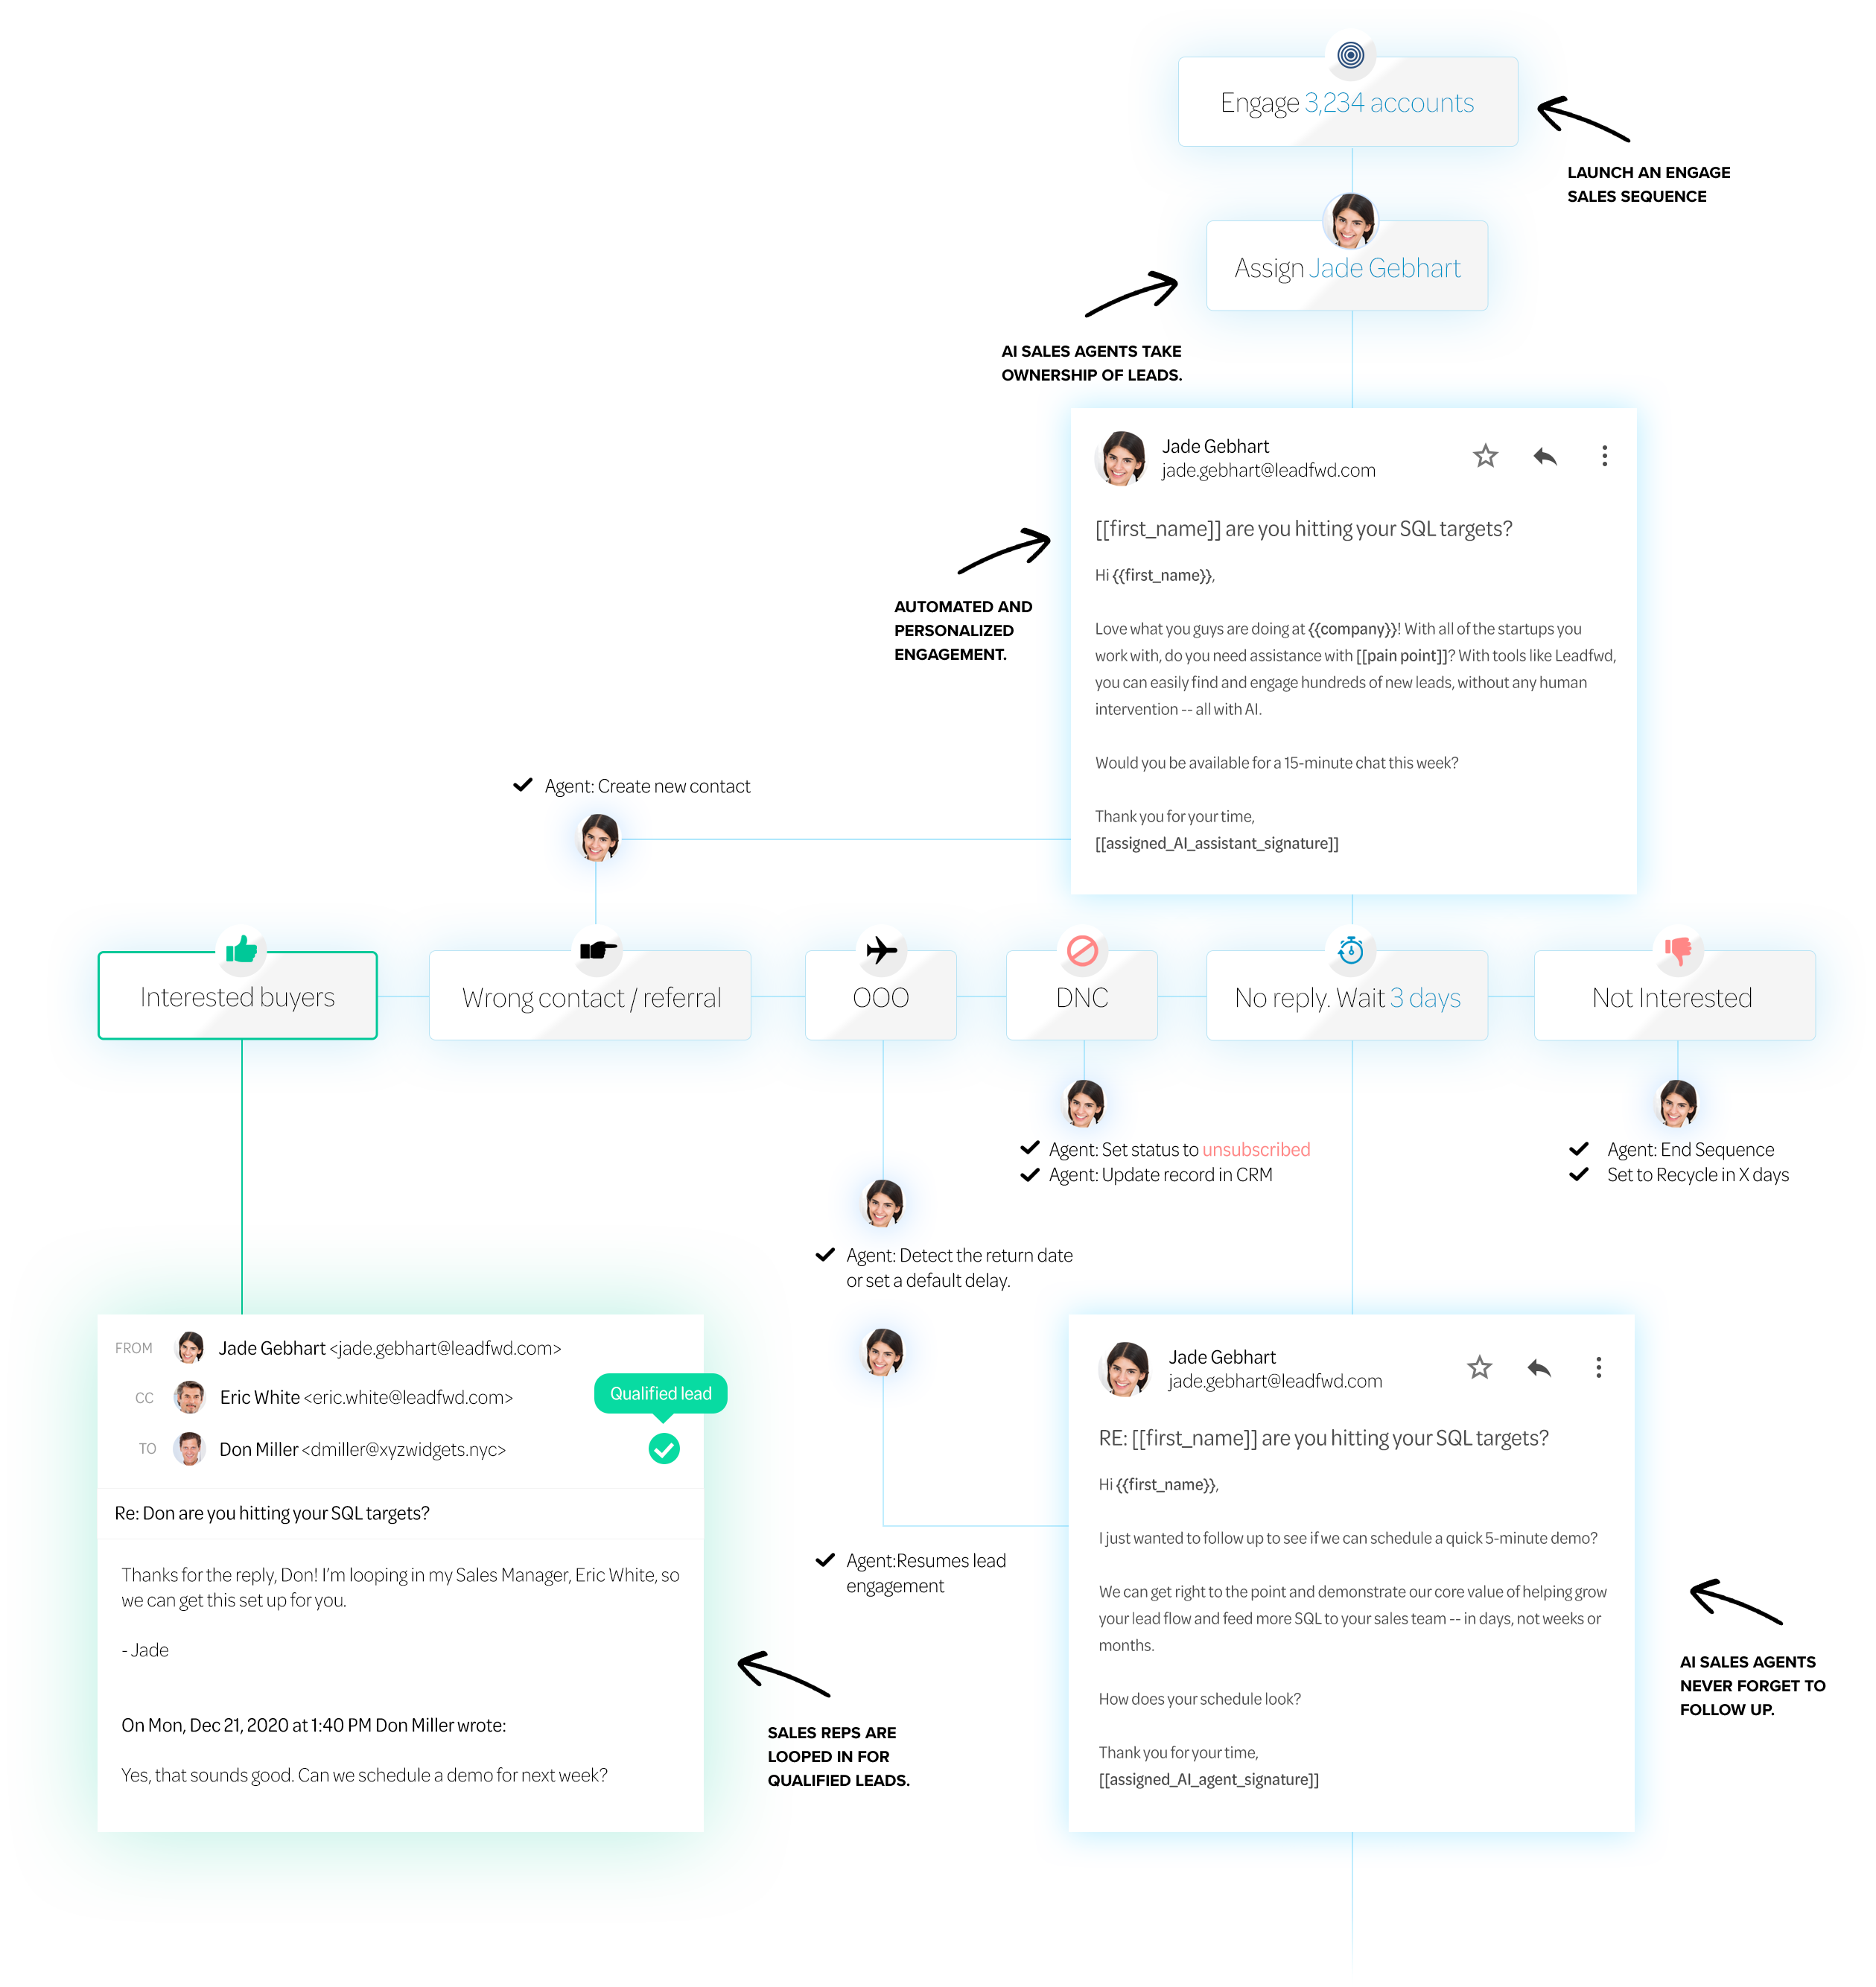 Engage 3,234 accounts
LAUNCH AN ENGAGE
SALES SEQUENCE
Assign Jade Gebhart
AI SALES AGENTS TAKE
OWNERSHIP OF LEADS.
Jade Gebhart
jade.gebhart@leadfwd.com
[[first_name]] are you hitting your SQL targets?
Hi {{first_name}},
Love what you guys are doing at {{company}}! With all of the startups you
work with, do you need assistance with [[pain point]]? With tools like Leadfwd,
you can easily find and engage hundreds of new leads, without any human
intervention -- all with AI.
Would you be available for a 15-minute chat this week?
Thank you for your time,
[[assigned_AI_assistant_signature]]
AUTOMATED AND
PERSONALIZED
ENGAGEMENT.
Agent: Create new contact
Interested buyers
Wrong contact / referral
OOO
DNC
No reply. Wait 3 days
Not Interested
Agent: Set status to unsubscribed
Agent: Update record in CRM
Agent: End Sequence
Set to Recycle in X days
Agent: Detect the return date
or set a default delay.
Agent:Resumes lead
engagement
FROM Jade Gebhart <jade.gebhart@leadfwd.com>
CC Eric White <eric.white@leadfwd.com>
Qualified lead
TO Don Miller <dmiller@xyzwidgets.nyc>
Re: Don are you hitting your SQL targets?
Thanks for the reply, Don! I'm looping in my Sales Manager, Eric White, so
we can get this set up for you.
- Jade
On Mon, Dec 21, 2020 at 1:40 PM Don Miller wrote:
Yes, that sounds good. Can we schedule a demo for next week?
SALES REPS ARE
LOOPED IN FOR
QUALIFIED LEADS.
Jade Gebhart
jade.gebhart@leadfwd.com
RE: [[first_name]] are you hitting your SQL targets?
Hi {{first_name}},
I just wanted to follow up to see if we can schedule a quick 5-minute demo?
We can get right to the point and demonstrate our core value of helping grow
your lead flow and feed more SQL to your sales team -- in days, not weeks or
months.
How does your schedule look?
Thank you for your time,
[[assigned_AI_agent_signature]]
AI SALES AGENTS
NEVER FORGET TO
FOLLOW UP.